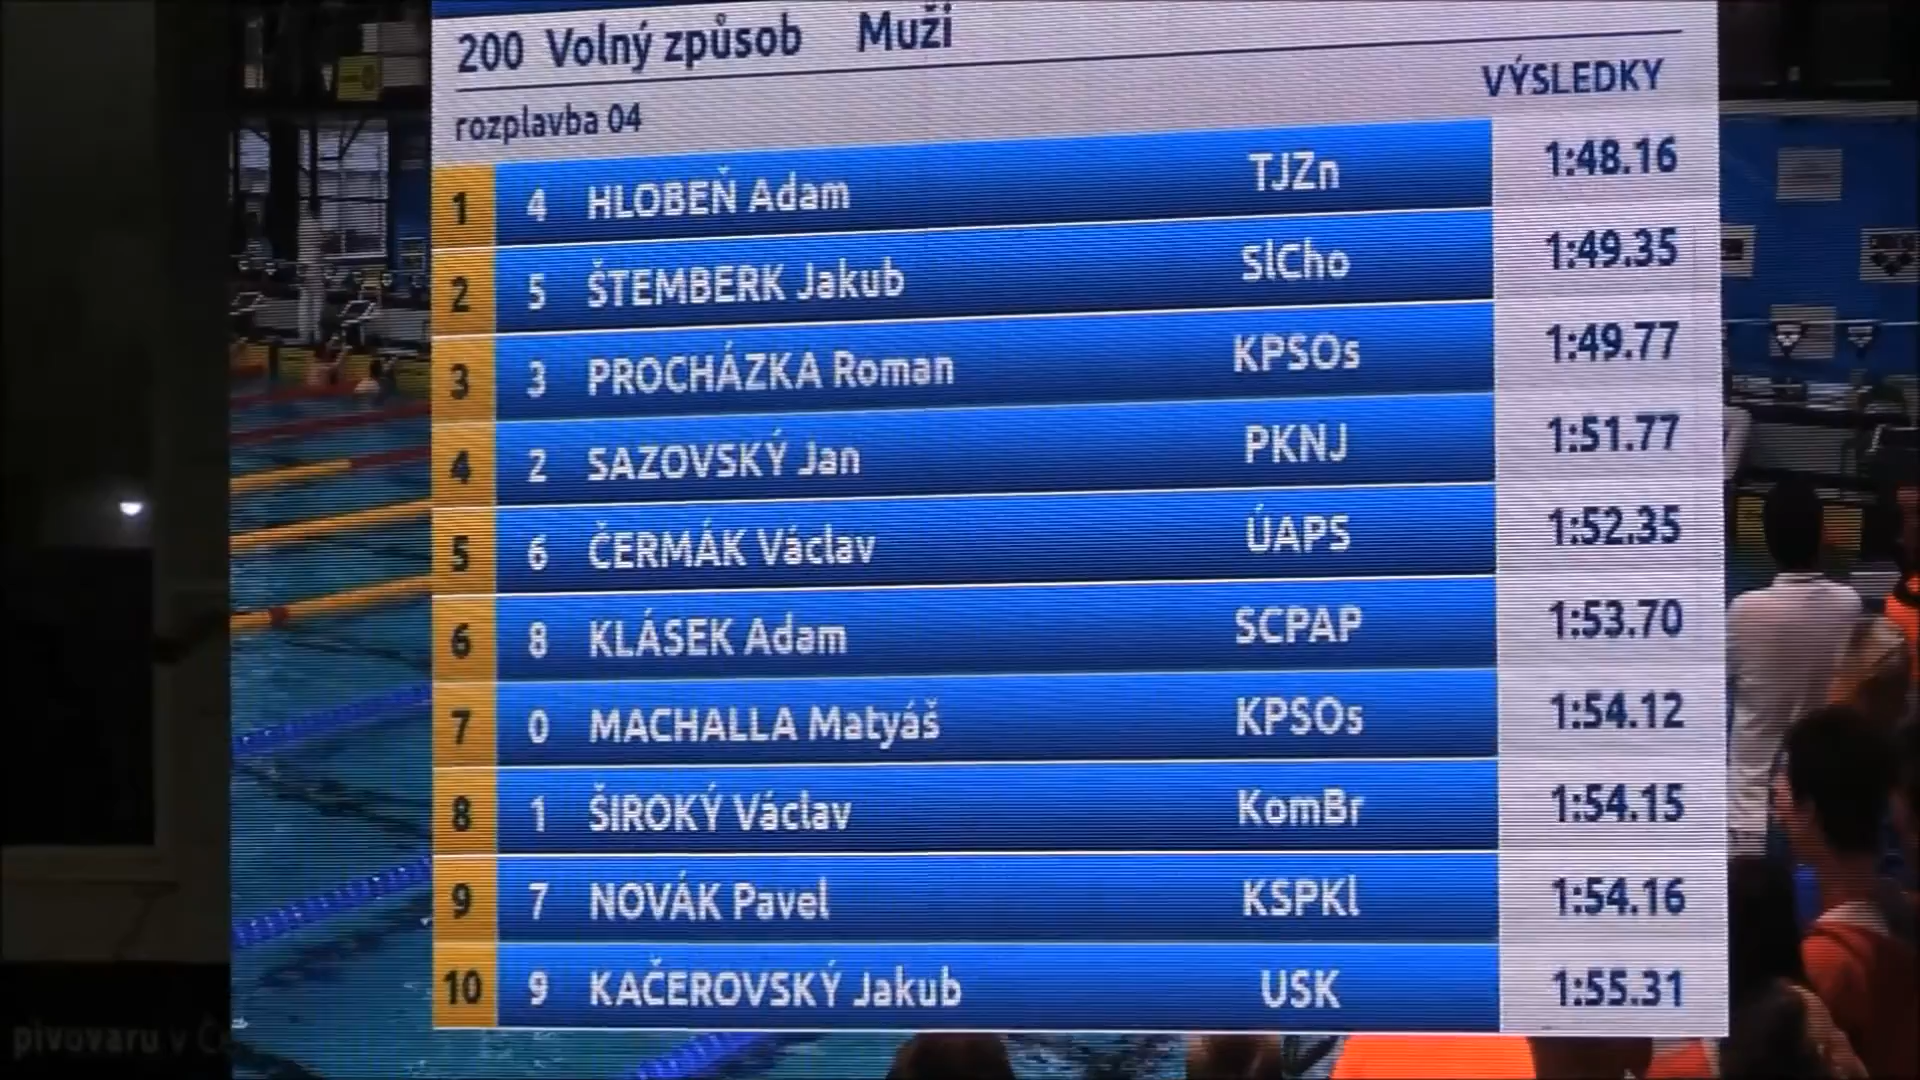 200 Volný způsob Muži
VÝSLEDKY
rozplavba 04
1 4 HLOBEŇ Adam TJZn 1:48.16
2 5 ŠTEMBERK Jakub SlCho 1:49.35
3 3 PROCHÁZKA Roman KPSOs 1:49.77
4 2 SAZOVSKÝ Jan PKNJ 1:51.77
5 6 ČERMÁK Václav ÚAPS 1:52.35
6 8 KLÁSEK Adam SCPAP 1:53.70
7 0 MACHALLA Matyáš KPSOs 1:54.12
8 1 ŠIROKÝ Václav KomBr 1:54.15
9 7 NOVÁK Pavel KSPKl 1:54.16
10 9 KAČEROVSKÝ Jakub USK 1:55.31
pivovaru v